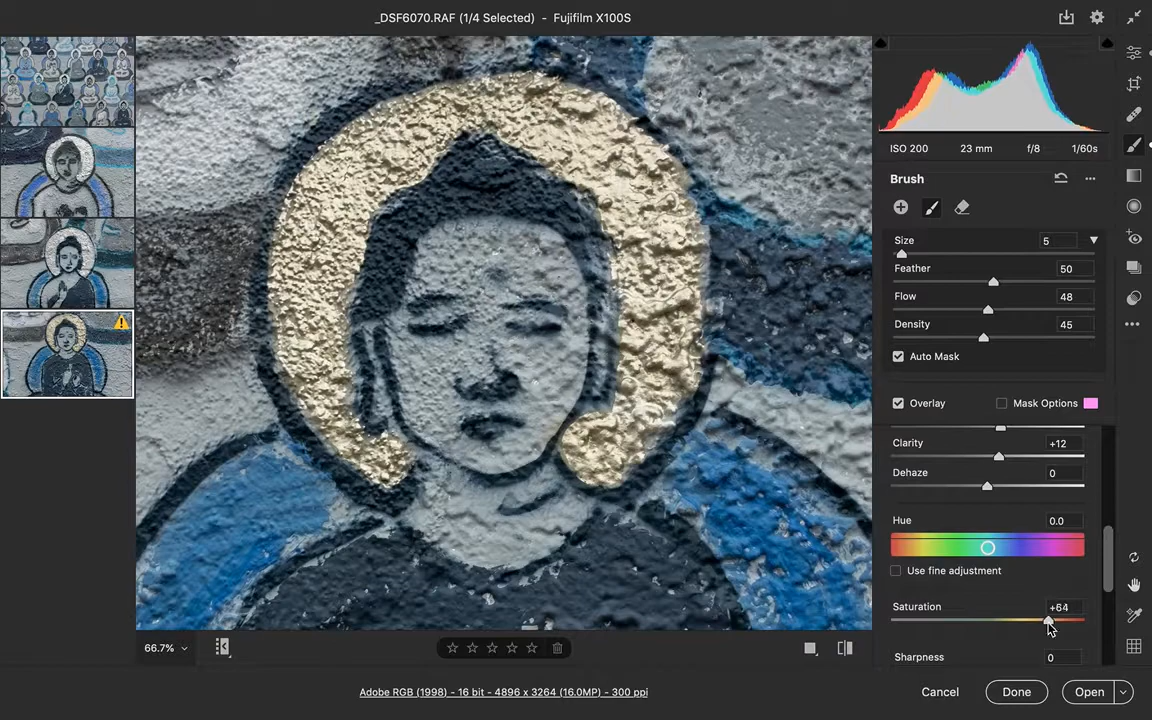 _DSF6070.RAF (1/4 Selected) - Fujifilm X100S
ISO 200 23 mm f/8 1/60s
Brush
Size 5
Feather 50
Flow 48
Density 45
Auto Mask
Overlay Mask Options
Clarity +12
Dehaze 0
Hue 0.0
Use fine adjustment
Saturation +64
Sharpness 0
66.7%
Adobe RGB (1998) - 16 bit - 4896 x 3264 (16.0MP) - 300 ppi
Cancel Done Open